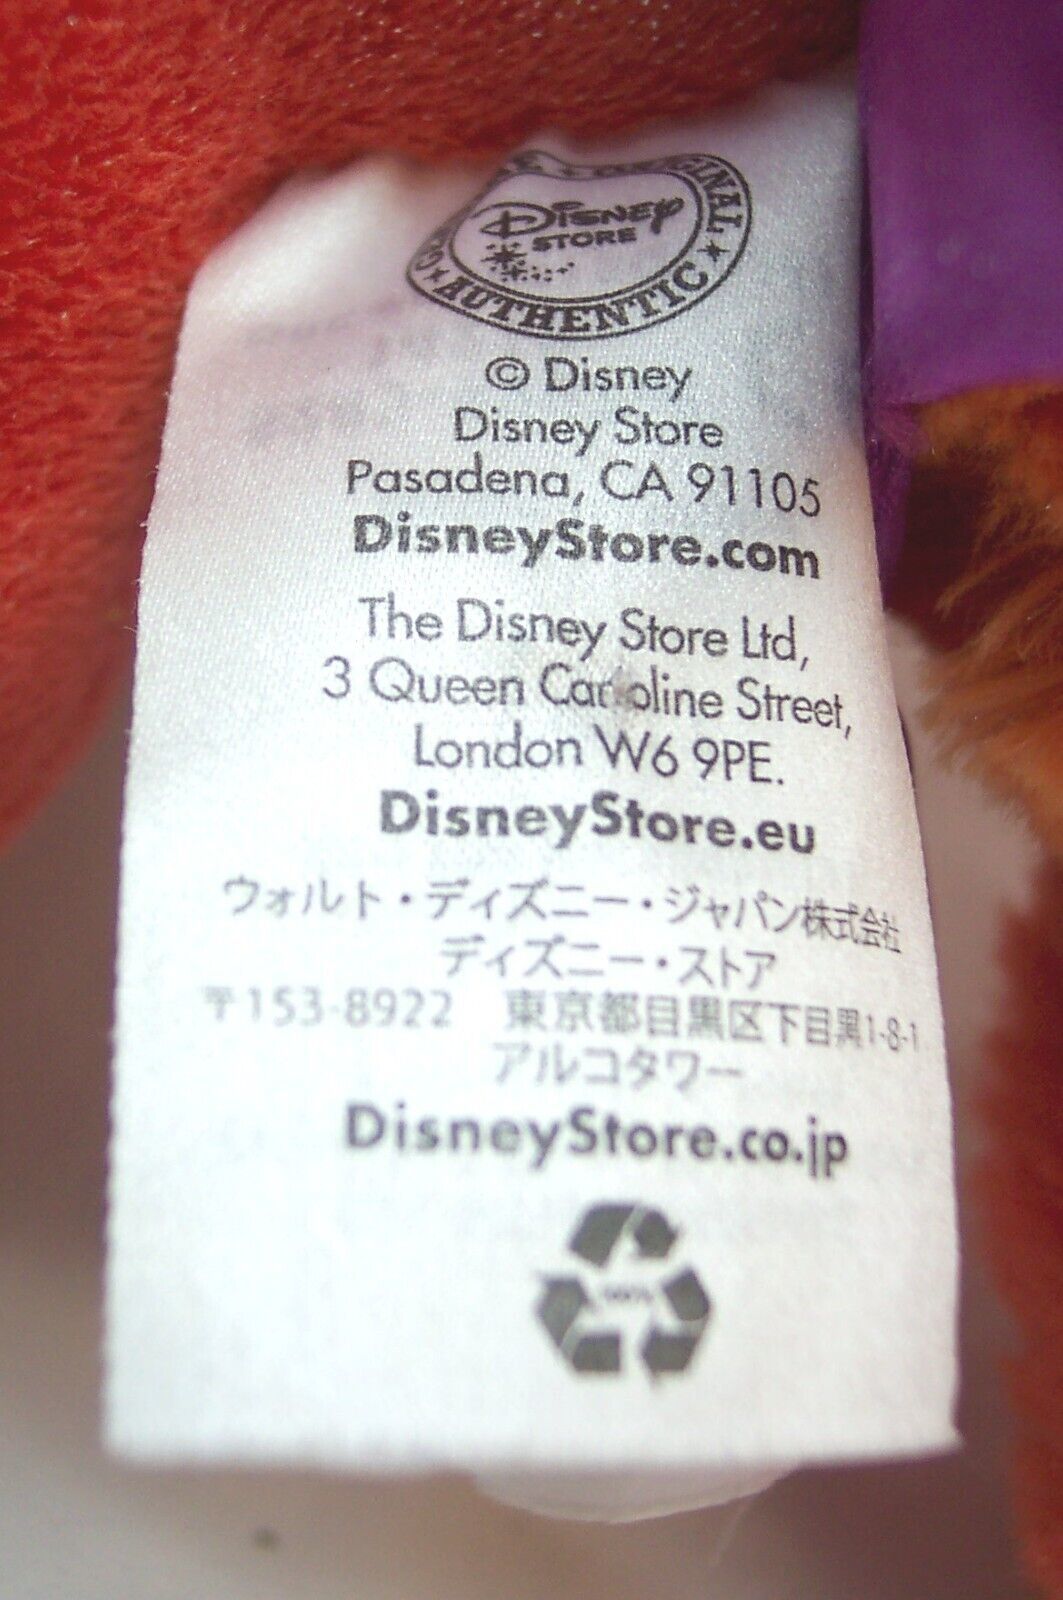 ORIGINAL
DISNEY
STORE
AUTHENTIC
© Disney
Disney Store
Pasadena, CA 91105
DisneyStore.com
The Disney Store Ltd,
3 Queen Caroline Street,
London W6 9PE.
DisneyStore.eu
ウォルト・ディズニー・ジャパン株式会社
ディズニー・ストア
〒153-8922 東京都目黒区下目黒1-8-1
アルコタワー
DisneyStore.co.jp
100%